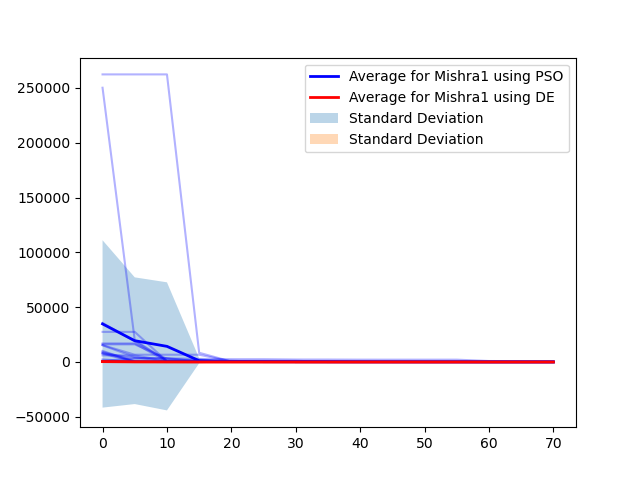 Average for Mishra1 using PSO
Average for Mishra1 using DE
Standard Deviation
Standard Deviation
250000
200000
150000
100000
50000
0
−50000
0 10 20 30 40 50 60 70